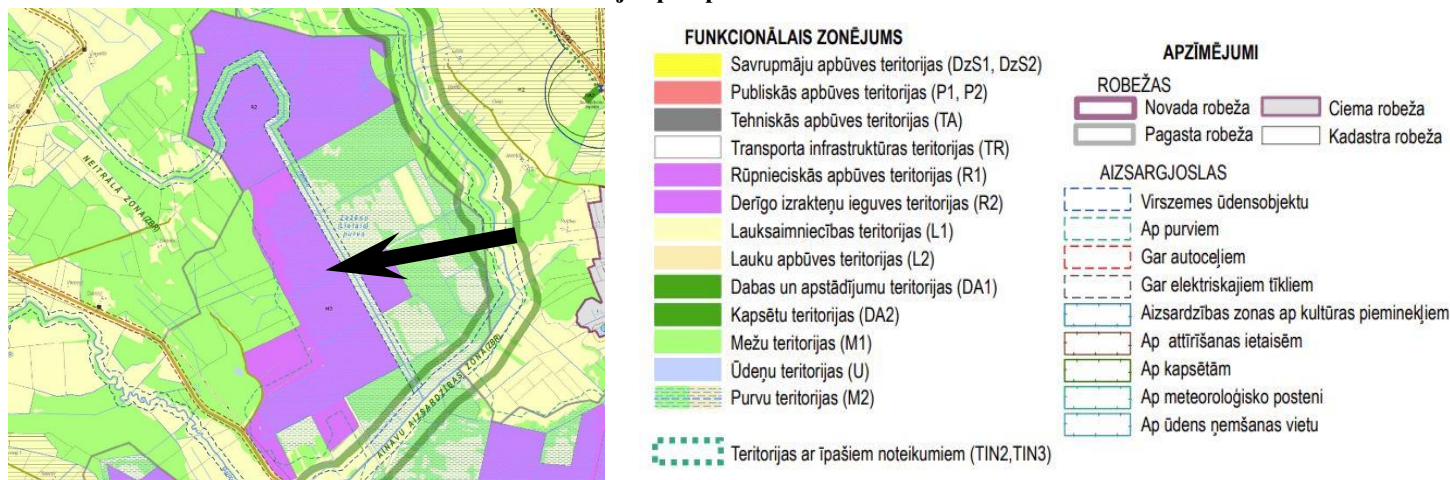 R2
NEITRĀLĀ ZONA(ZBR)
purvs
M3
AINAVU AIZSARDZĪBAS ZONA(ZBR)
FUNKCIONĀLAIS ZONĒJUMS
Savrupmāju apbūves teritorijas (DzS1, DzS2)
Publiskās apbūves teritorijas (P1, P2)
Tehniskās apbūves teritorijas (TA)
Transporta infrastruktūras teritorijas (TR)
Rūpnieciskās apbūves teritorijas (R1)
Derīgo izrakteņu ieguves teritorijas (R2)
Lauksaimniecības teritorijas (L1)
Lauku apbūves teritorijas (L2)
Dabas un apstādījumu teritorijas (DA1)
Kapsētu teritorijas (DA2)
Mežu teritorijas (M1)
Ūdeņu teritorijas (U)
Purvu teritorijas (M2)
Teritorijas ar īpašiem noteikumiem (TIN2,TIN3)
APZĪMĒJUMI
ROBEŽAS
Novada robeža
Ciema robeža
Pagasta robeža
Kadastra robeža
AIZSARGJOSLAS
Virszemes ūdensobjektu
Ap purviem
Gar autoceļiem
Gar elektriskajiem tīkliem
Aizsardzības zonas ap kultūras pieminekļiem
Ap attīrīšanas ietaisēm
Ap kapsētām
Ap meteoroloģisko posteni
Ap ūdens ņemšanas vietu